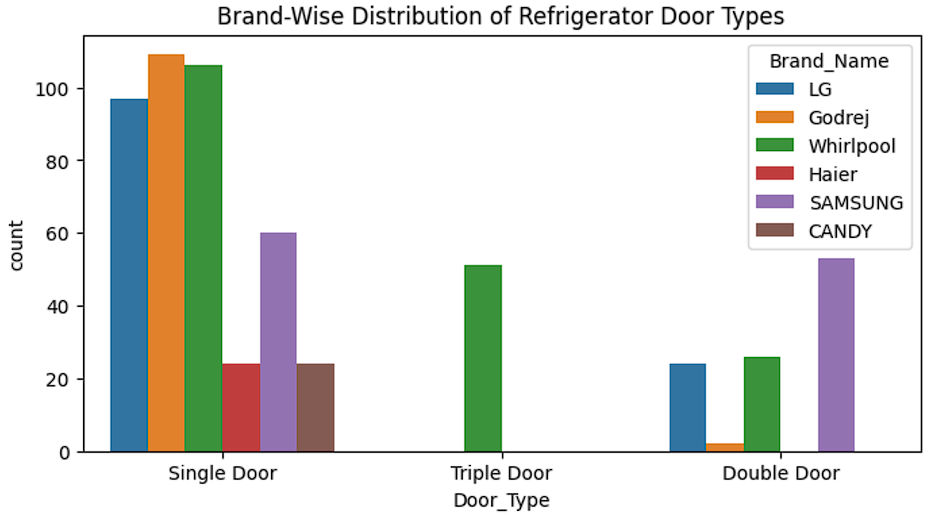 Brand-Wise Distribution of Refrigerator Door Types
Brand_Name
LG
Godrej
Whirlpool
Haier
SAMSUNG
CANDY
count
100
80
60
40
20
0
Single Door
Triple Door
Double Door
Door_Type